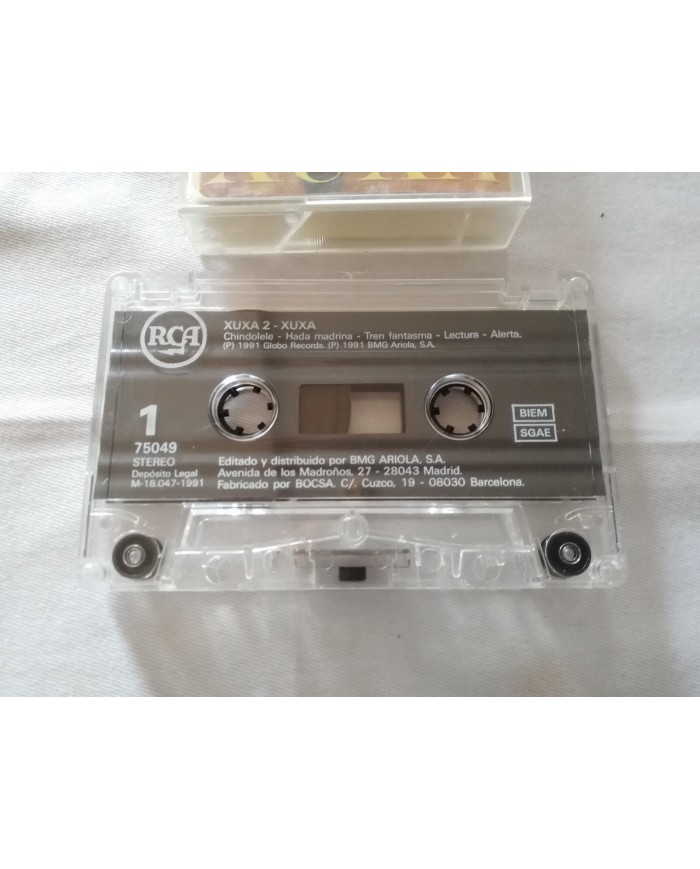 XUXA
RCA
XUXA 2 - XUXA
Chindolele - Hada madrina - Tren fantasma - Lectura - Alerta.
(P) 1991 Globo Records. (P) 1991 BMG Ariola, S.A.
1
75049
STEREO
Depósito Legal
M-18.047-1991
BIEM
SGAE
Editado y distribuido por BMG ARIOLA, S.A.
Avenida de los Madroños, 27 - 28043 Madrid.
Fabricado por BOCSA. C/. Cuzco, 19 - 08030 Barcelona.